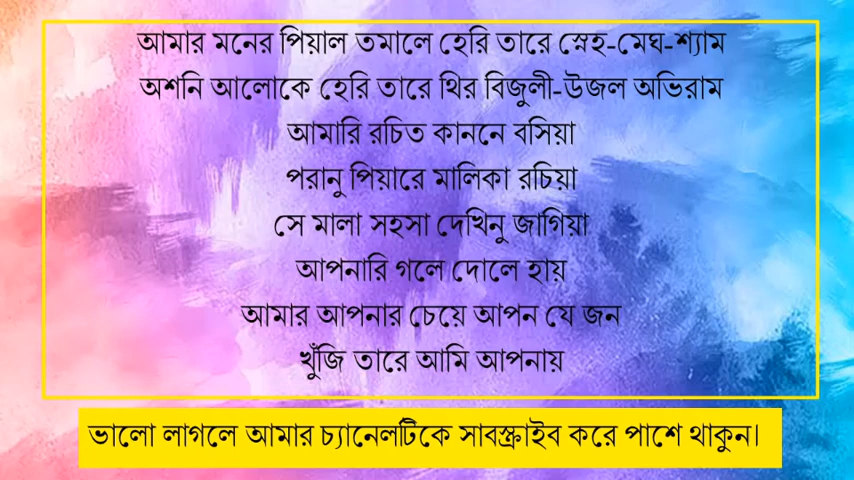 আমার মনের পিয়াল তমালে হেরি তারে স্নেহ-মেঘ-শ্যাম
অশনি আলোকে হেরি তারে থির বিজুলী-উজল অভিরাম
আমারি রচিত কাননে বসিয়া
পরানু পিয়ারে মালিকা রচিয়া
সে মালা সহসা দেখিনু জাগিয়া
আপনারি গলে দোলে হায়
আমার আপনার চেয়ে আপন যে জন
খুঁজি তারে আমি আপনায়
ভালো লাগলে আমার চ্যানেলটিকে সাবস্ক্রাইব করে পাশে থাকুন।